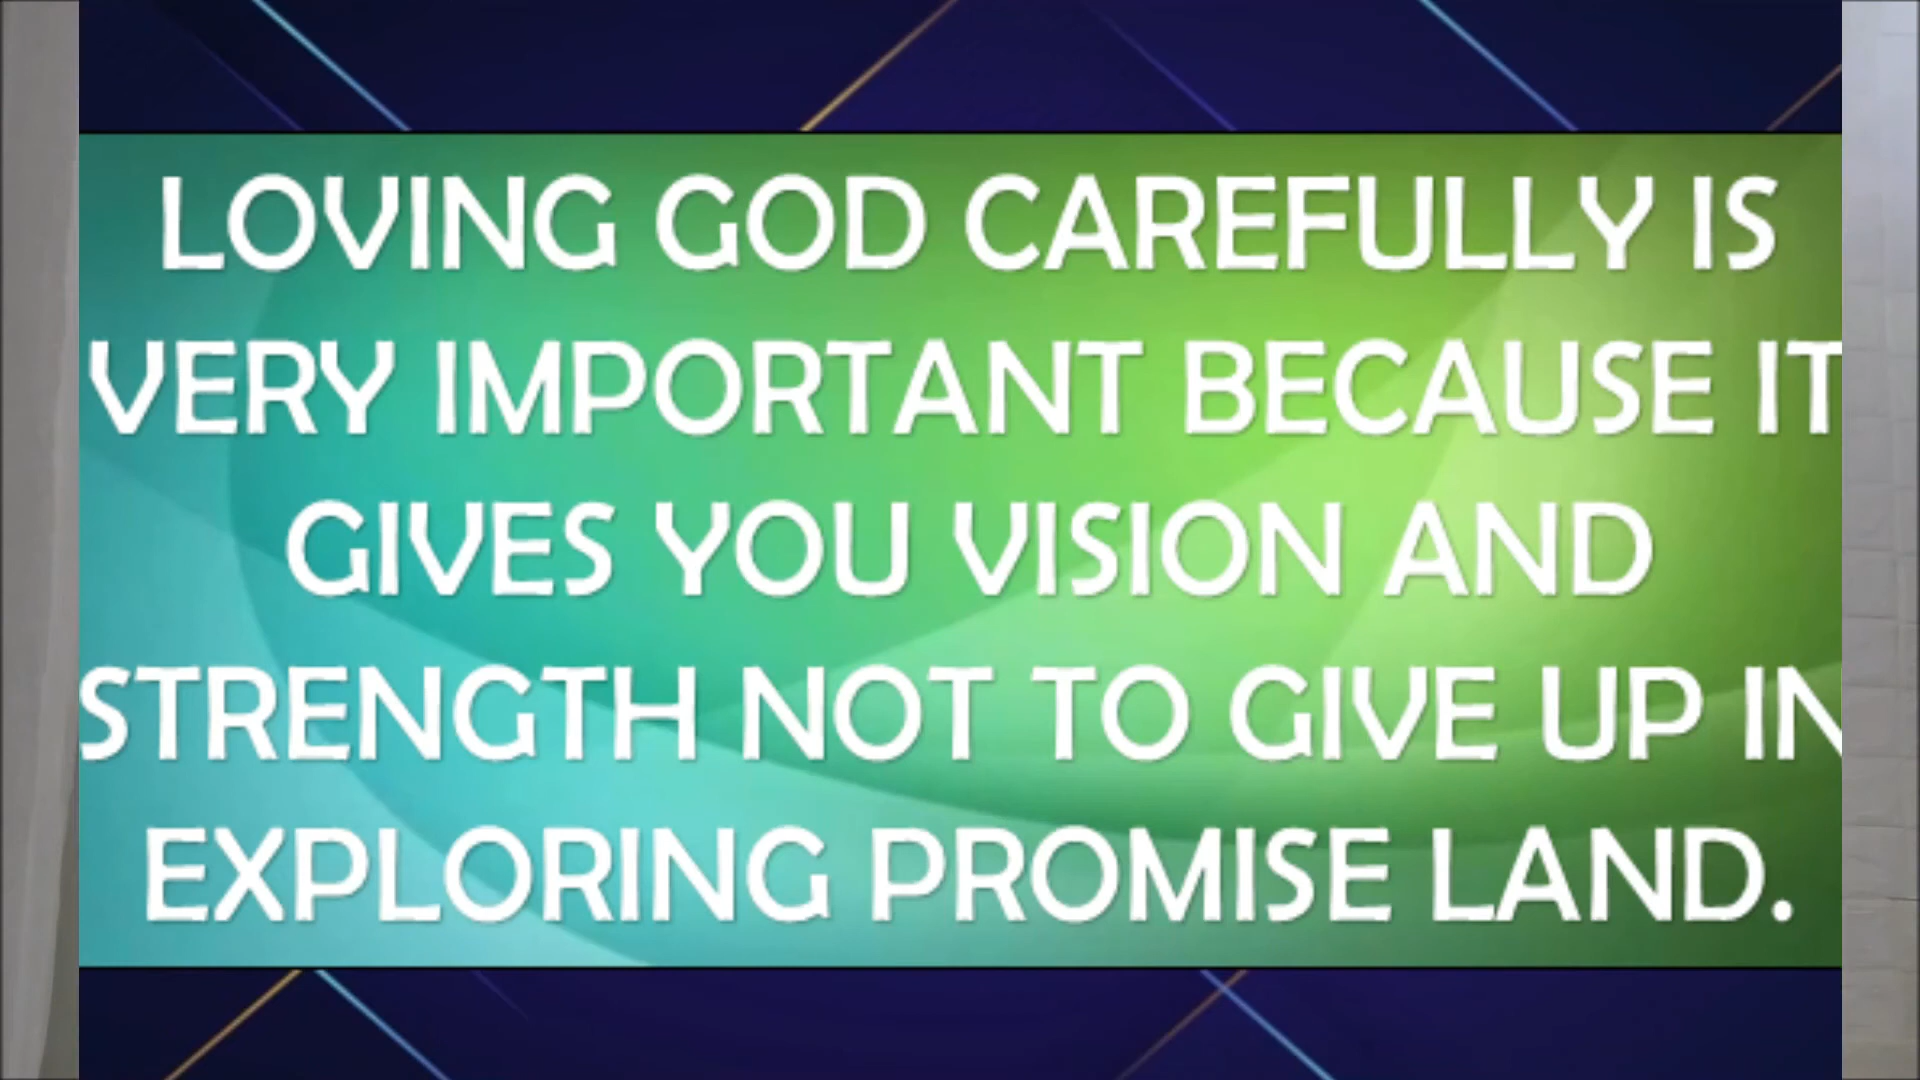 LOVING GOD CAREFULLY IS
VERY IMPORTANT BECAUSE IT
GIVES YOU VISION AND
STRENGTH NOT TO GIVE UP IN
EXPLORING PROMISE LAND.